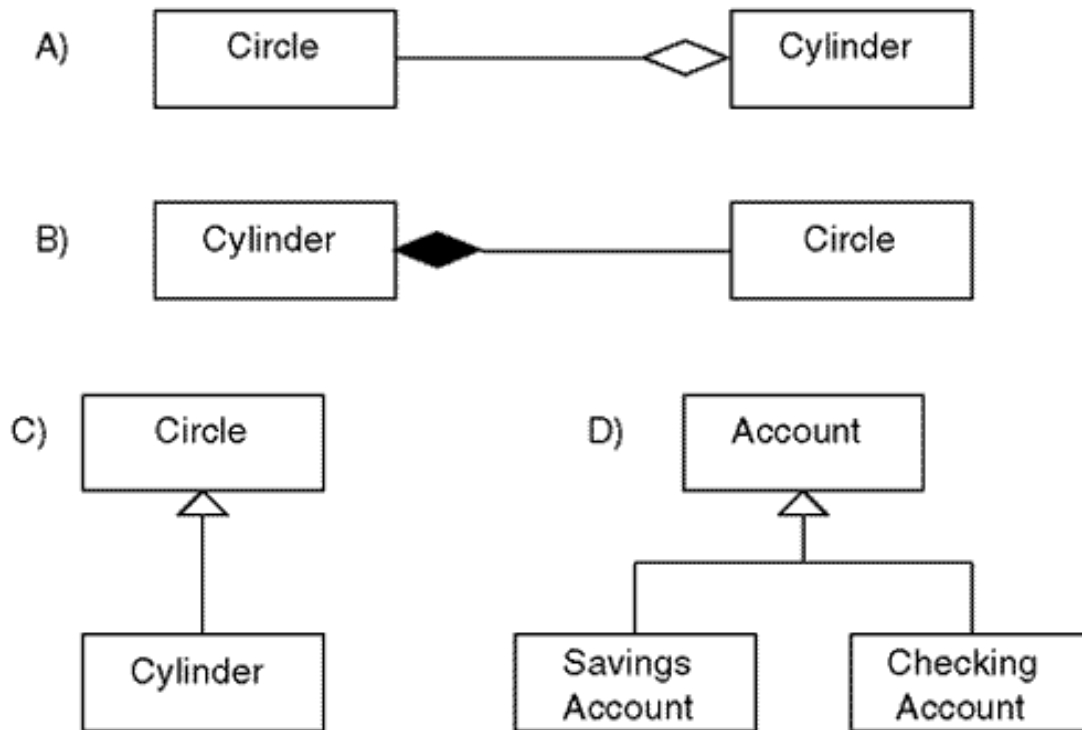 A)
Circle
Cylinder
B)
Cylinder
Circle
C)
Circle
Cylinder
D)
Account
Savings
Account
Checking
Account